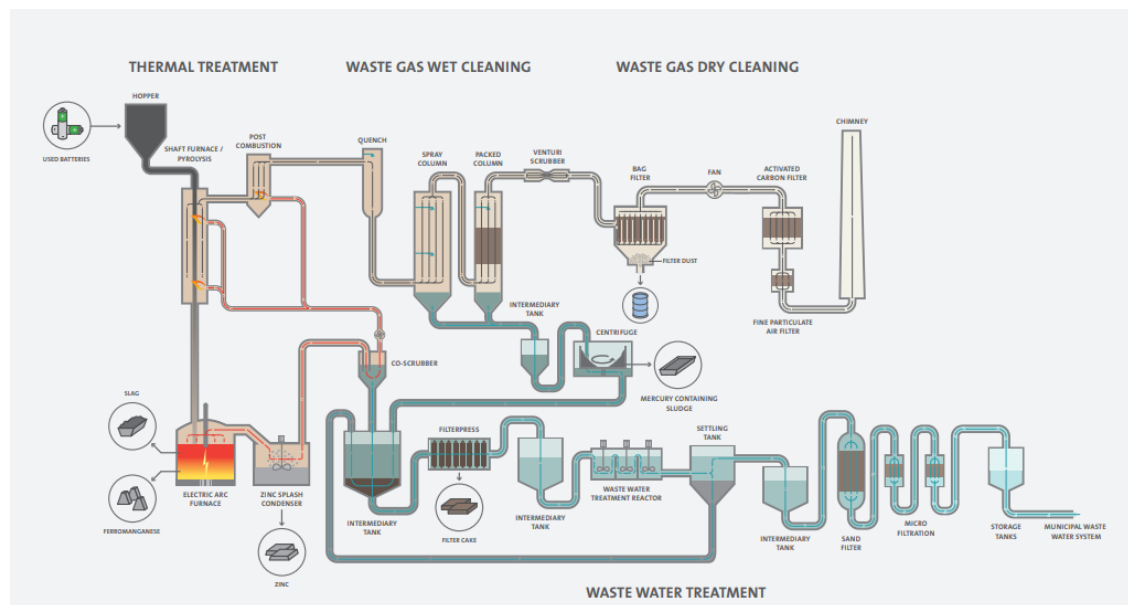 THERMAL TREATMENT
WASTE GAS WET CLEANING
WASTE GAS DRY CLEANING
HOPPER
USED BATTERIES
SHAFT FURNACE /
PYROLYSIS
POST
COMBUSTION
QUENCH
SPRAY
COLUMN
PACKED
COLUMN
VENTURI
SCRUBBER
BAG
FILTER
FAN
ACTIVATED
CARBON FILTER
CHIMNEY
FILTER DUST
INTERMEDIARY
TANK
CENTRIFUGE
FINE PARTICULATE
AIR FILTER
CO-SCRUBBER
MERCURY CONTAINING
SLUDGE
SLAG
FERROMANGANESE
ELECTRIC ARC
FURNACE
ZINC SPLASH
CONDENSER
ZINC
INTERMEDIARY
TANK
FILTERPRESS
FILTER CAKE
INTERMEDIARY
TANK
WASTE WATER
TREATMENT REACTOR
SETTLING
TANK
INTERMEDIARY
TANK
SAND
FILTER
MICRO
FILTRATION
STORAGE
TANKS
MUNICIPAL WASTE
WATER SYSTEM
WASTE WATER TREATMENT